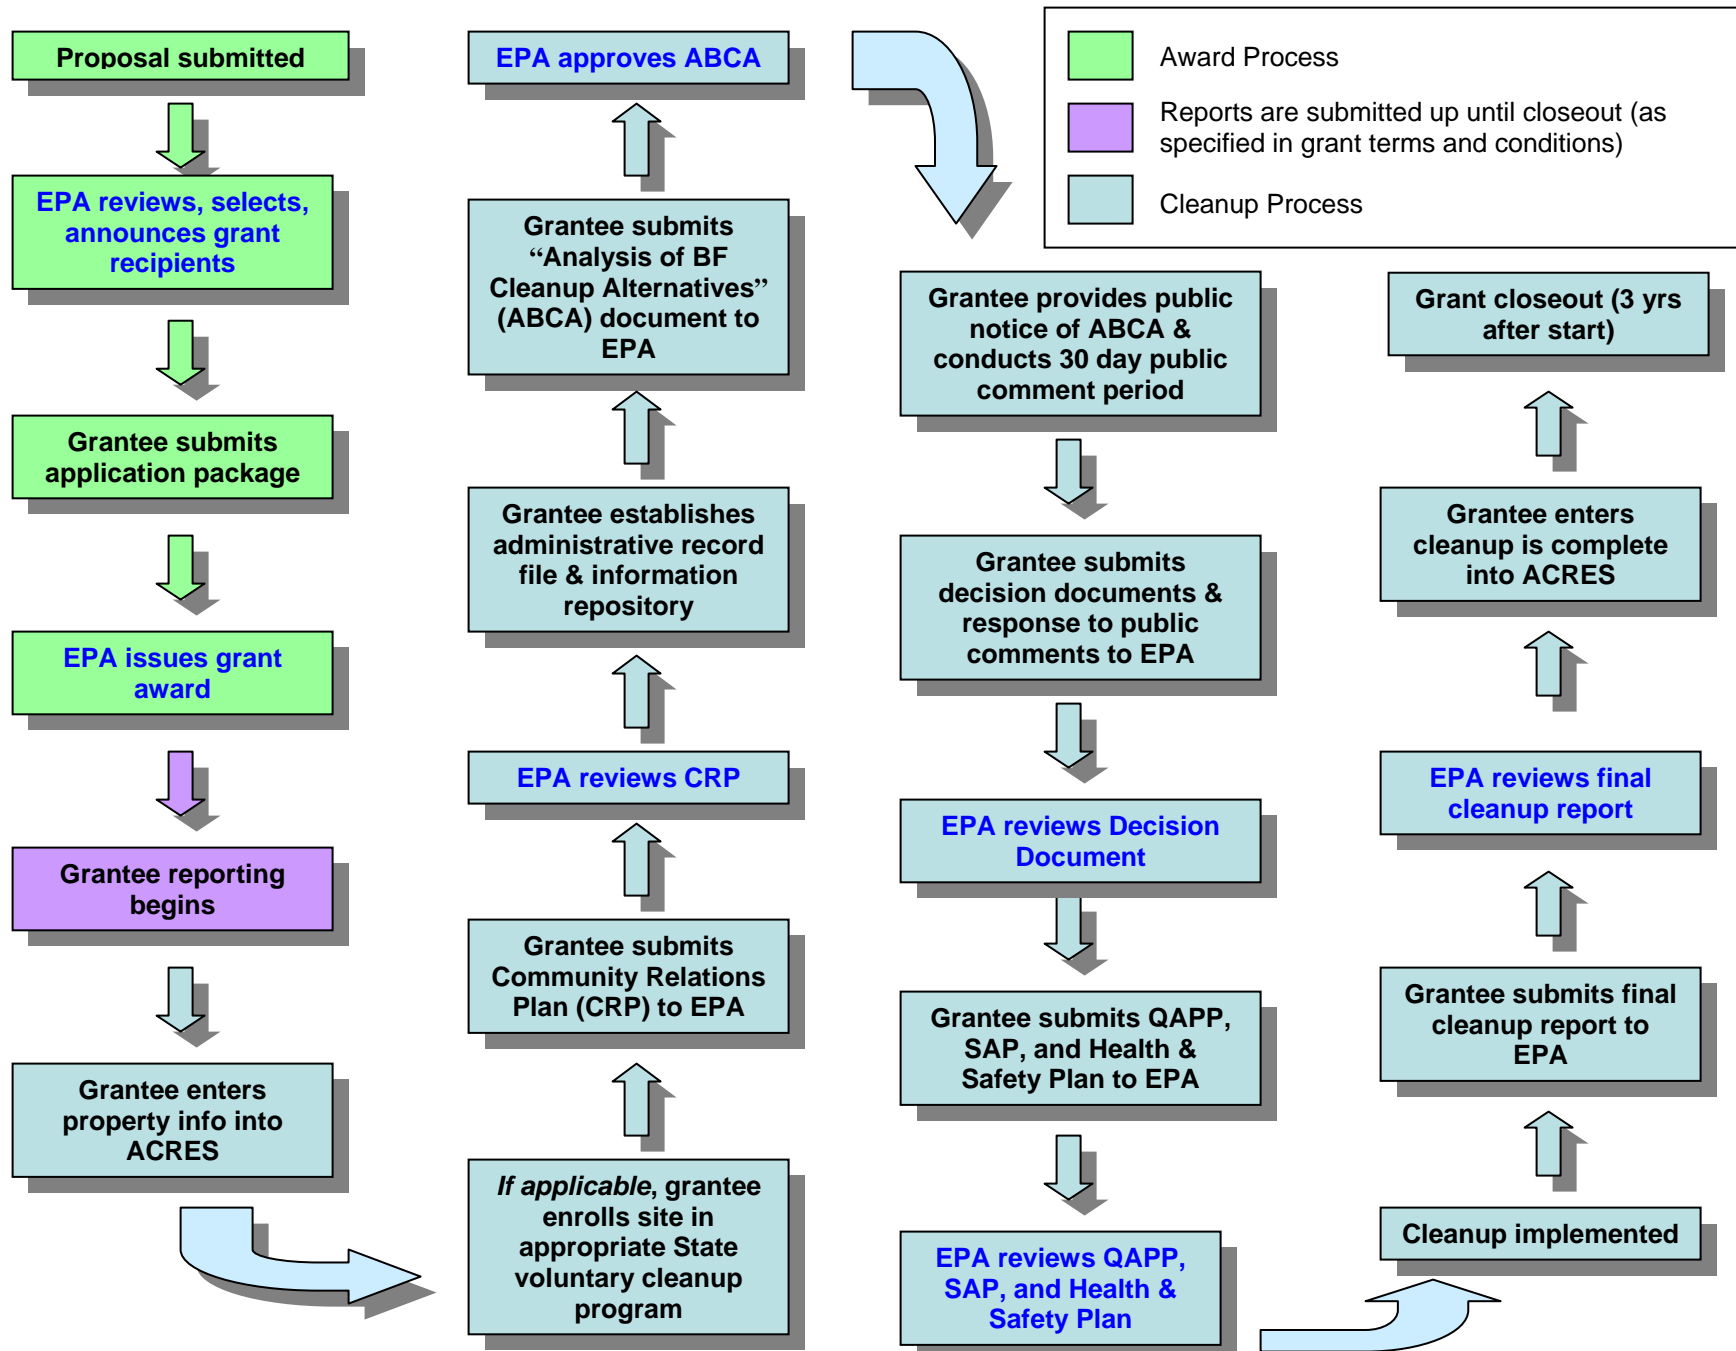 Proposal submitted
EPA reviews, selects,
announces grant
recipients
Grantee submits
application package
EPA issues grant
award
Grantee reporting
begins
Grantee enters
property info into
ACRES
If applicable, grantee
enrolls site in
appropriate State
voluntary cleanup
program
Grantee submits
Community Relations
Plan (CRP) to EPA
EPA reviews CRP
Grantee establishes
administrative record
file & information
repository
Grantee submits
“Analysis of BF
Cleanup Alternatives”
(ABCA) document to
EPA
EPA approves ABCA
Grantee provides public
notice of ABCA &
conducts 30 day public
comment period
Grantee submits
decision documents &
response to public
comments to EPA
EPA reviews Decision
Document
Grantee submits QAPP,
SAP, and Health &
Safety Plan to EPA
EPA reviews QAPP,
SAP, and Health &
Safety Plan
Cleanup implemented
Grantee submits final
cleanup report to
EPA
EPA reviews final
cleanup report
Grantee enters
cleanup is complete
into ACRES
Grant closeout (3 yrs
after start)
Award Process
Reports are submitted up until closeout (as
specified in grant terms and conditions)
Cleanup Process